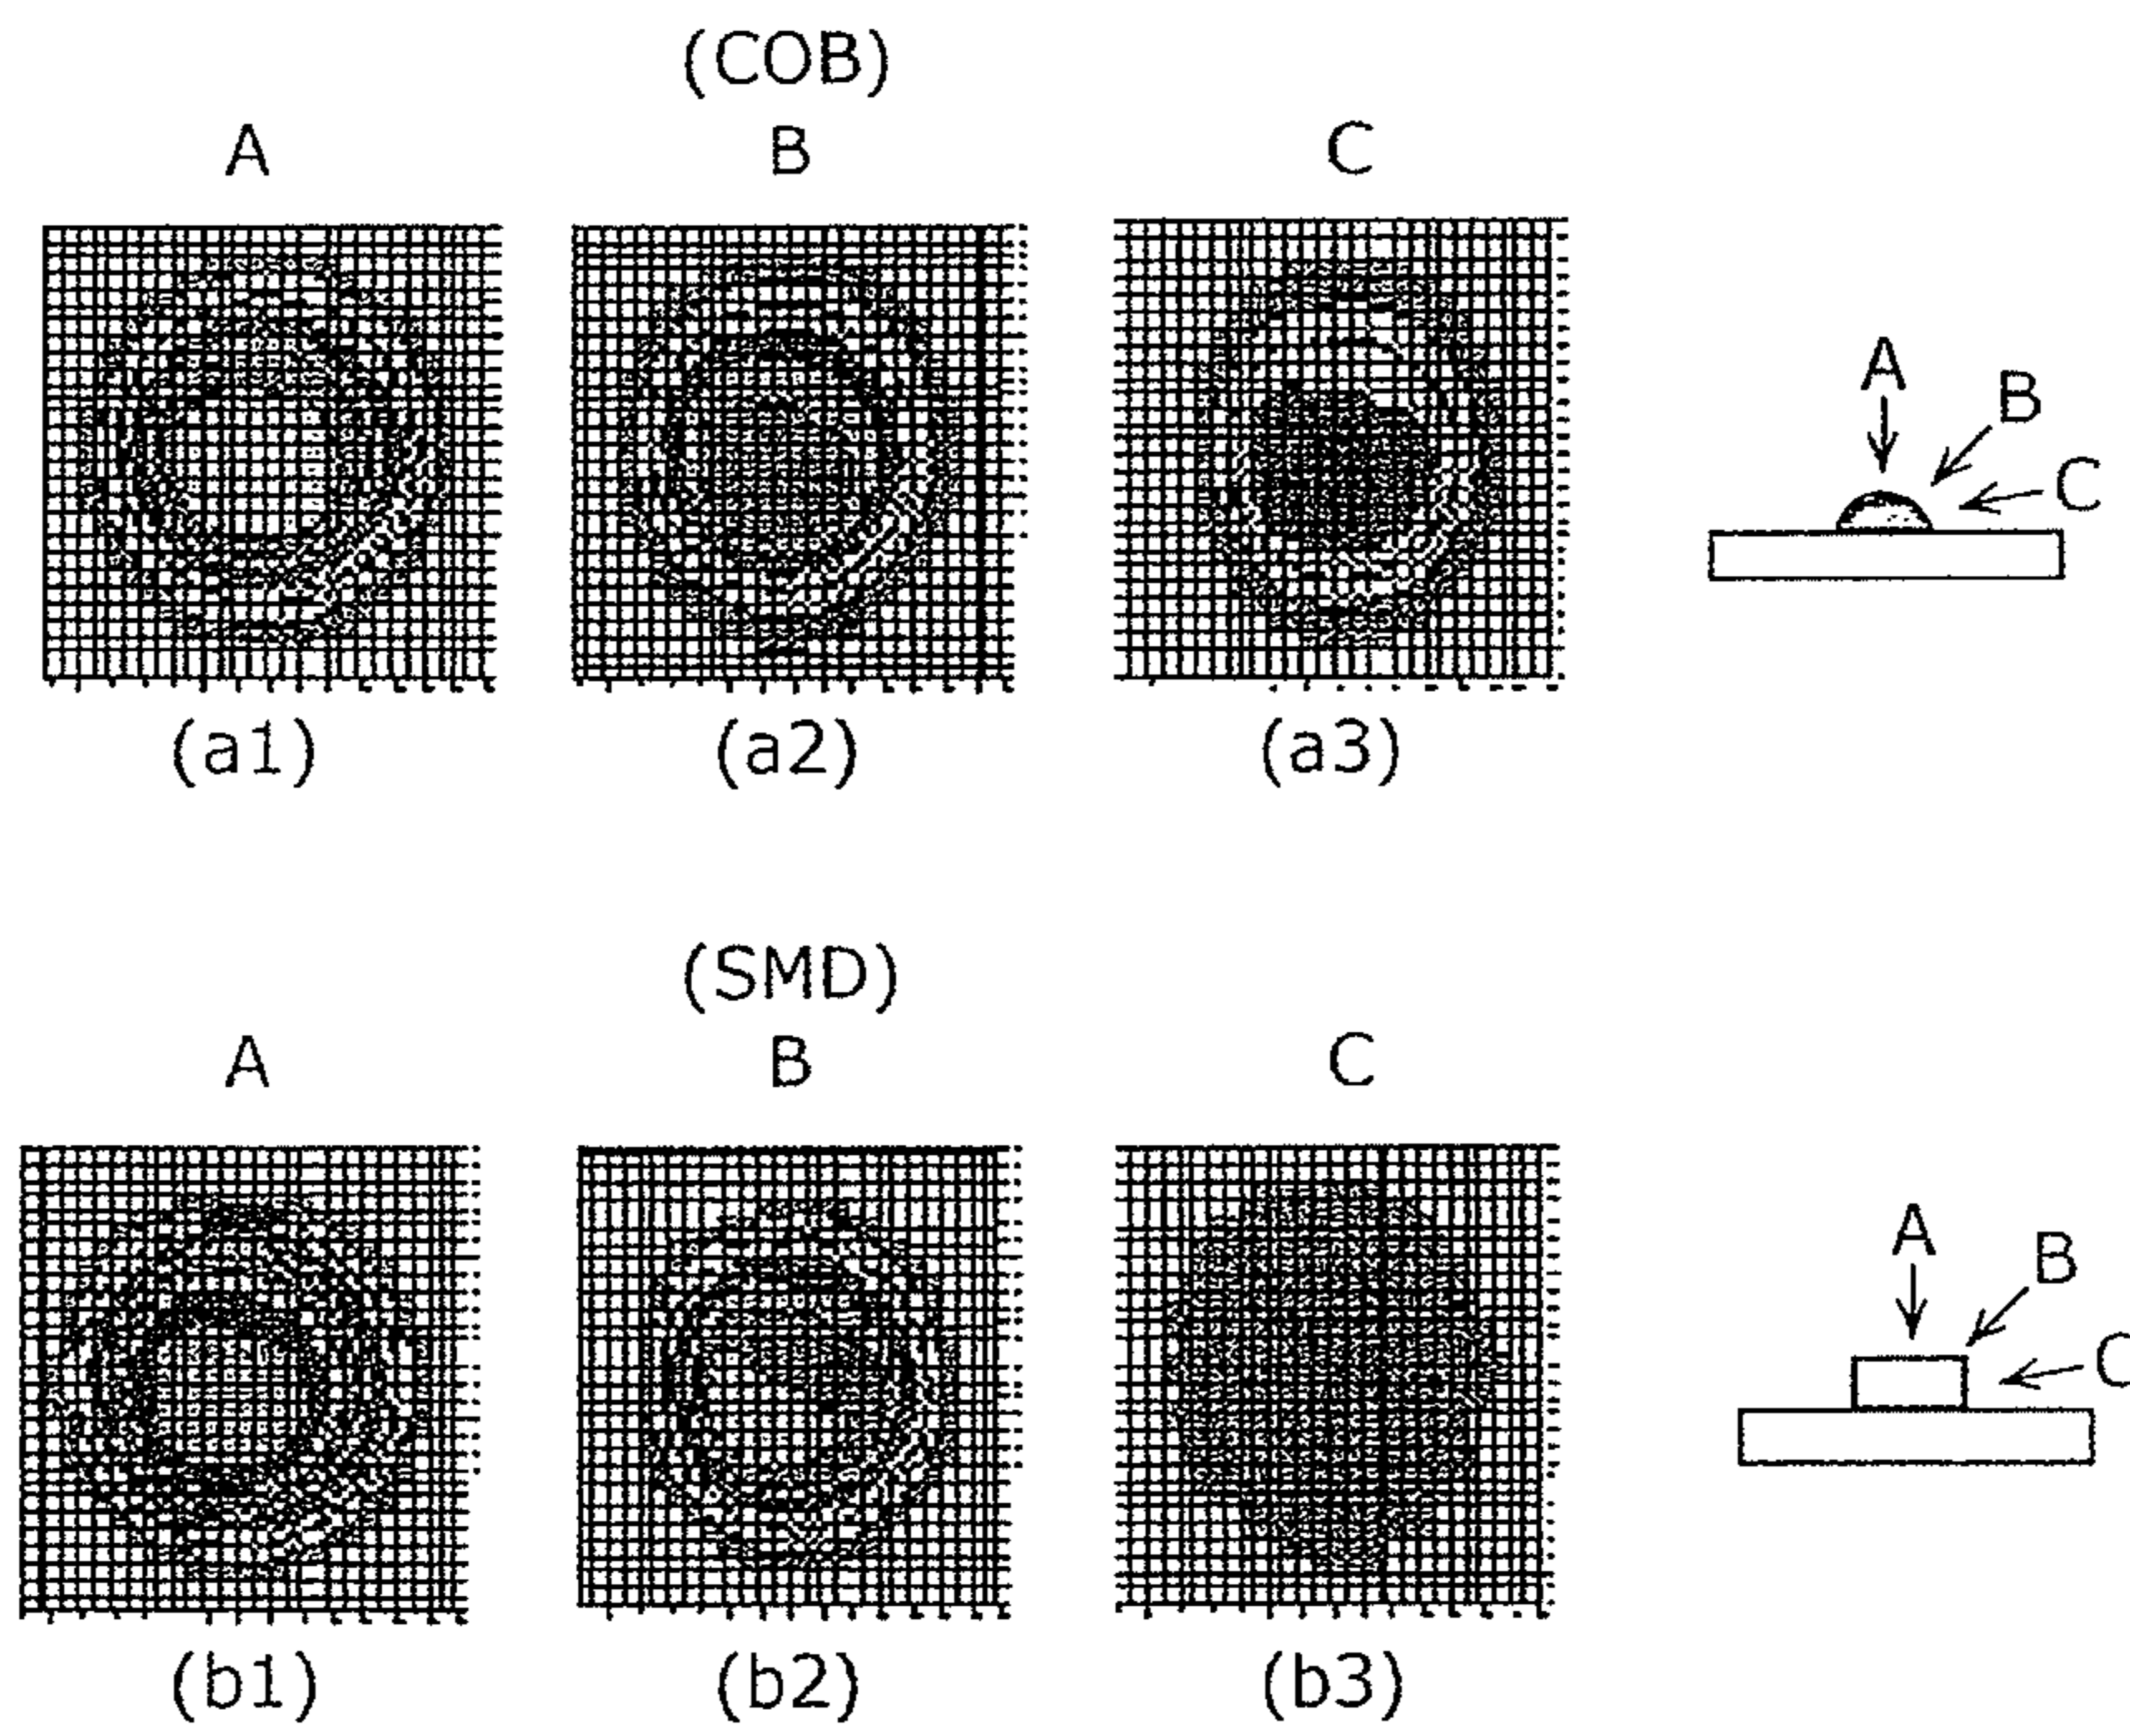 (COB)
A B C
A
B
C
(a1) (a2) (a3)
(SMD)
A B C
A
B
C
(b1) (b2) (b3)